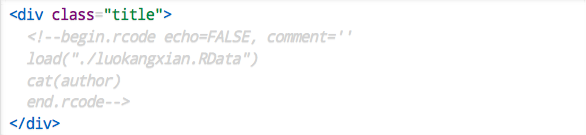 <div class="title">
<!--begin.rcode echo=FALSE, comment=''
load("./luokangxian.RData")
cat(author)
end.rcode-->
</div>